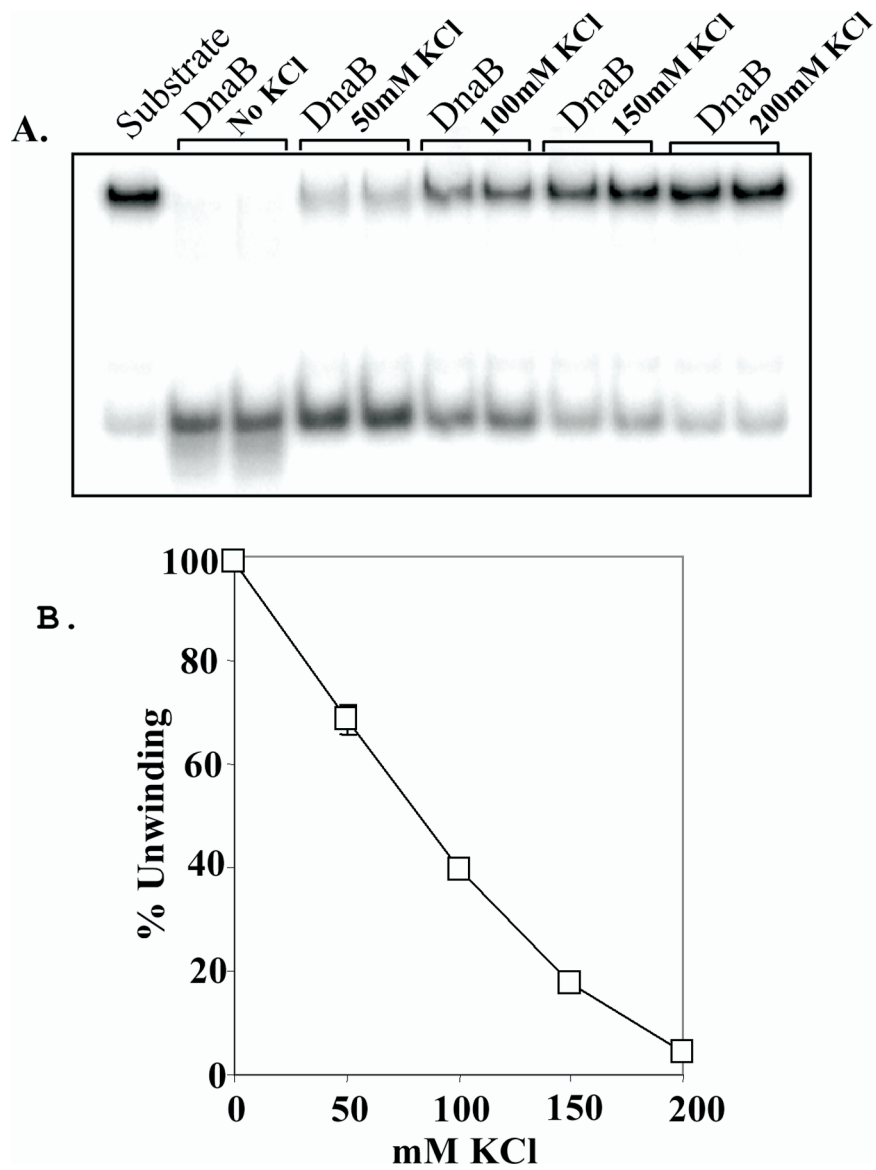 A.
Substrate
DnaB
No KCl
DnaB
50mM KCl
DnaB
100mM KCl
DnaB
150mM KCl
DnaB
200mM KCl
B.
% Unwinding
100
80
60
40
20
0
0 50 100 150 200
mM KCl